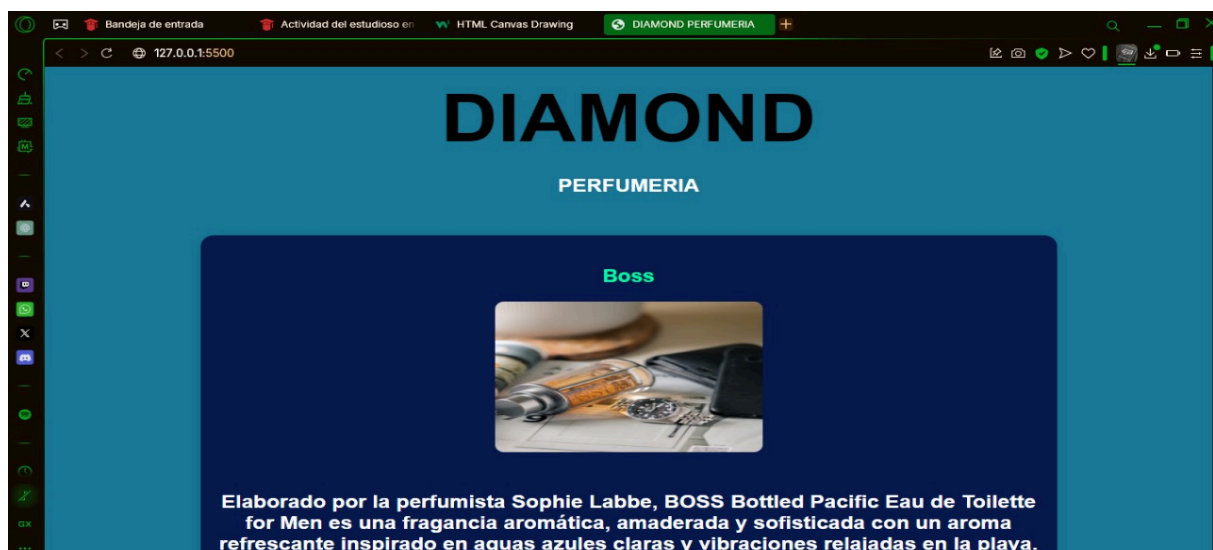 Bandeja de entrada
Actividad del estudioso en
HTML Canvas Drawing
DIAMOND PERFUMERIA
127.0.0.1:5500
DIAMOND
PERFUMERIA
Boss
Elaborado por la perfumista Sophie Labbe, BOSS Bottled Pacific Eau de Toilette
for Men es una fragancia aromática, amaderada y sofisticada con un aroma
refrescante inspirado en aguas azules claras y vibraciones relajadas en la playa.